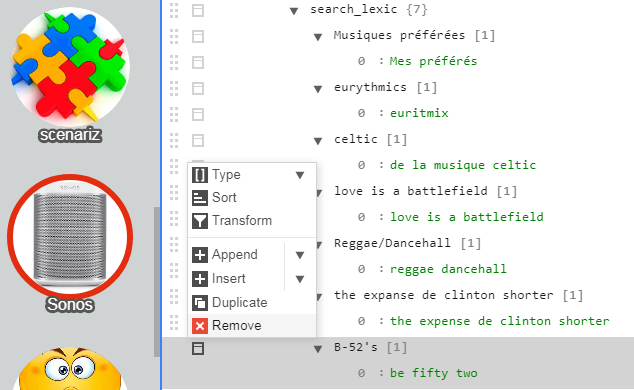 search_lexic {7}
Musiques préférées [1]
0 : Mes préférés
eurythmics [1]
0 : euritmix
celtic [1]
0 : de la musique celtic
love is a battlefield [1]
0 : love is a battlefield
Reggae/Dancehall [1]
0 : reggae dancehall
the expanse de clinton shorter [1]
0 : the expense de clinton shorter
B-52's [1]
0 : be fifty two
scenariz
SONOS
Sonos
Type
Sort
Transform
Append
Insert
Duplicate
Remove